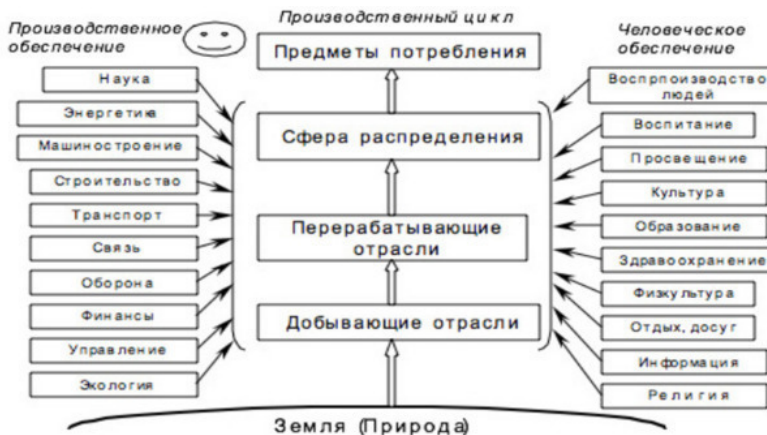 Производственное
обеспечение
Производственный цикл
Человеческое
обеспечение
Предметы потребления
Наука
Энергетика
Машиностроение
Строительство
Транспорт
Связь
Оборона
Финансы
Управление
Экология
Сфера распределения
Перерабатывающие
отрасли
Добывающие отрасли
Воспрпоизводство
людей
Воспитание
Просвещение
Культура
Образование
Здравоохранение
Физкультура
Отдых, досуг
Информация
Религия
Земля (Природа)